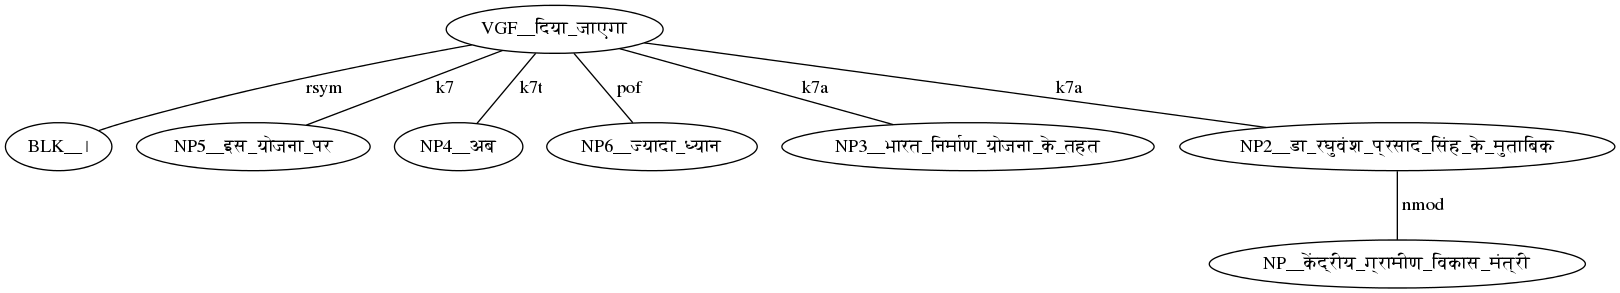 VGF__दिया_जाएगा
rsym k7 k7t pof k7a k7a
BLK__। NP5__इस_योजना_पर NP4__अब NP6__ज्यादा_ध्यान NP3__भारत_निर्माण_योजना_के_तहत NP2__डा_रघुवंश_प्रसाद_सिंह_के_मुताबिक
nmod
NP__केंद्रीय_ग्रामीण_विकास_मंत्री